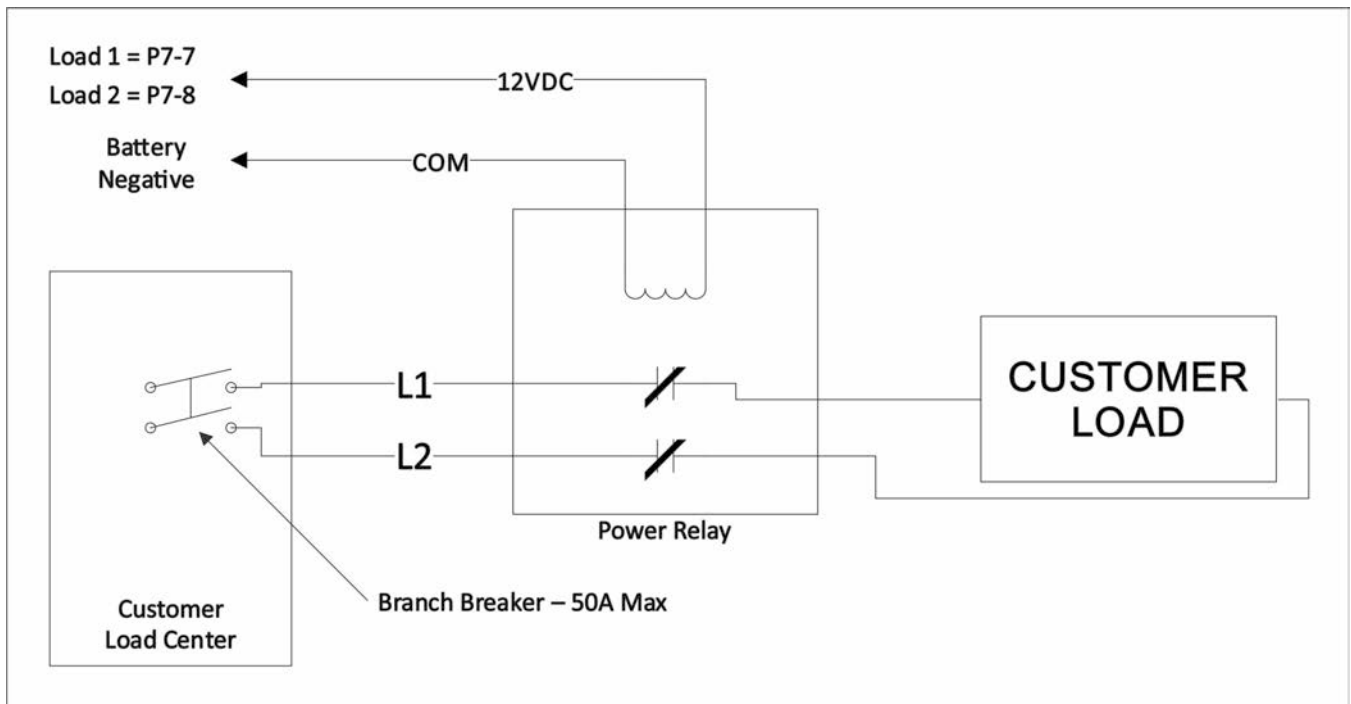 Load 1 = P7-7
Load 2 = P7-8
12VDC
Battery
Negative
COM
L1
L2
CUSTOMER
LOAD
Power Relay
Branch Breaker – 50A Max
Customer
Load Center